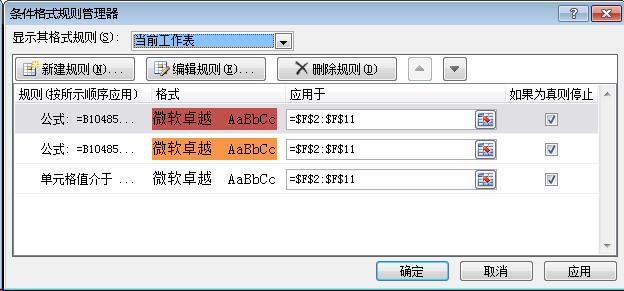 条件格式规则管理器
显示其格式规则(S): 当前工作表
新建规则(N)... 编辑规则(E)... 删除规则(D)
规则(按所示顺序应用) 格式 应用于 如果为真则停止
公式: =B10485... 微软卓越 AaBbCc =$F$2:$F$11
公式: =B10485... 微软卓越 AaBbCc =$F$2:$F$11
单元格值介于 ... 微软卓越 AaBbCc =$F$2:$F$11
确定 取消 应用